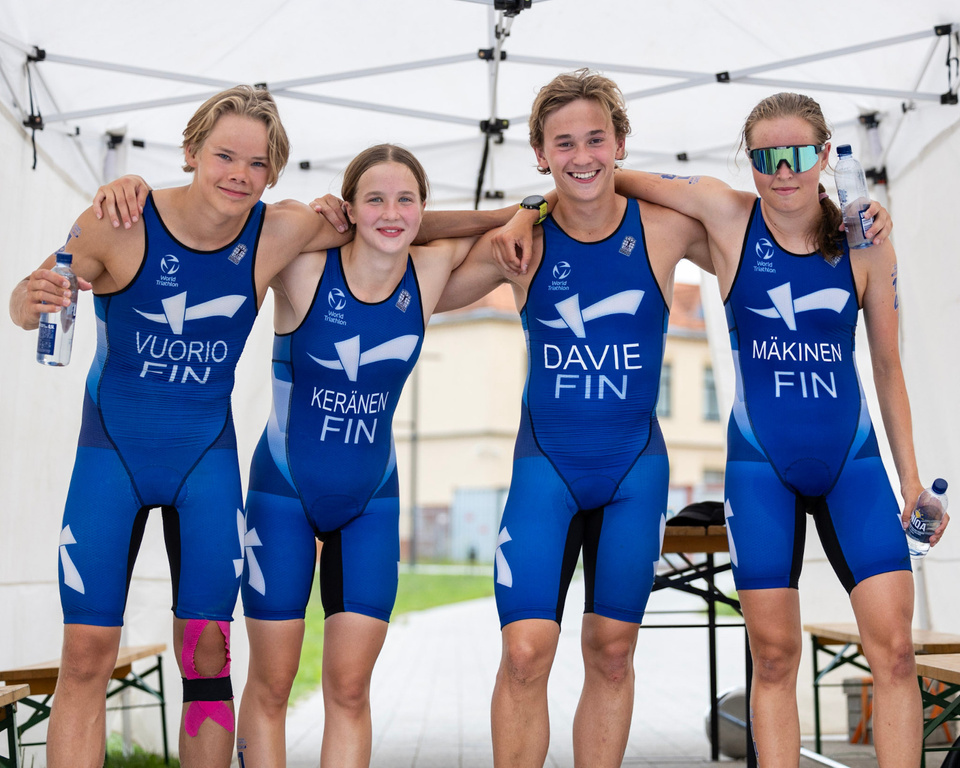 World
Triathlon
VUORIO
FIN
World
Triathlon
KERÄNEN
FIN
World
Triathlon
DAVIE
FIN
World
Triathlon
MÄKINEN
FIN